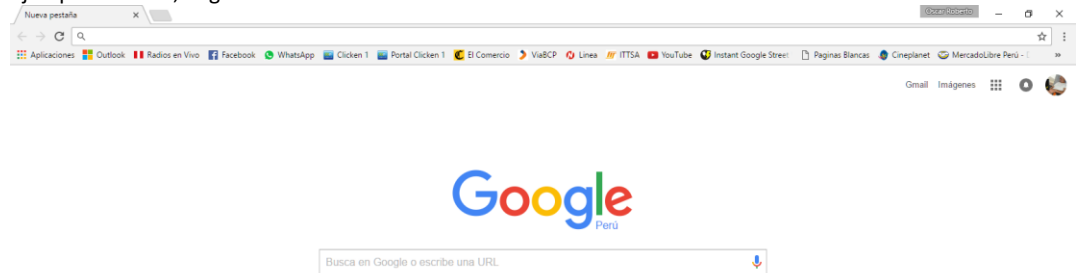 Nueva pestaña
Oscar Roberto
Aplicaciones Outlook Radios en Vivo Facebook WhatsApp Clicken 1 Portal Clicken 1 El Comercio ViaBCP Linea ITTSA YouTube Instant Google Street Paginas Blancas Cineplanet MercadoLibre Perú -
Gmail Imágenes
Google
Perú
Busca en Google o escribe una URL